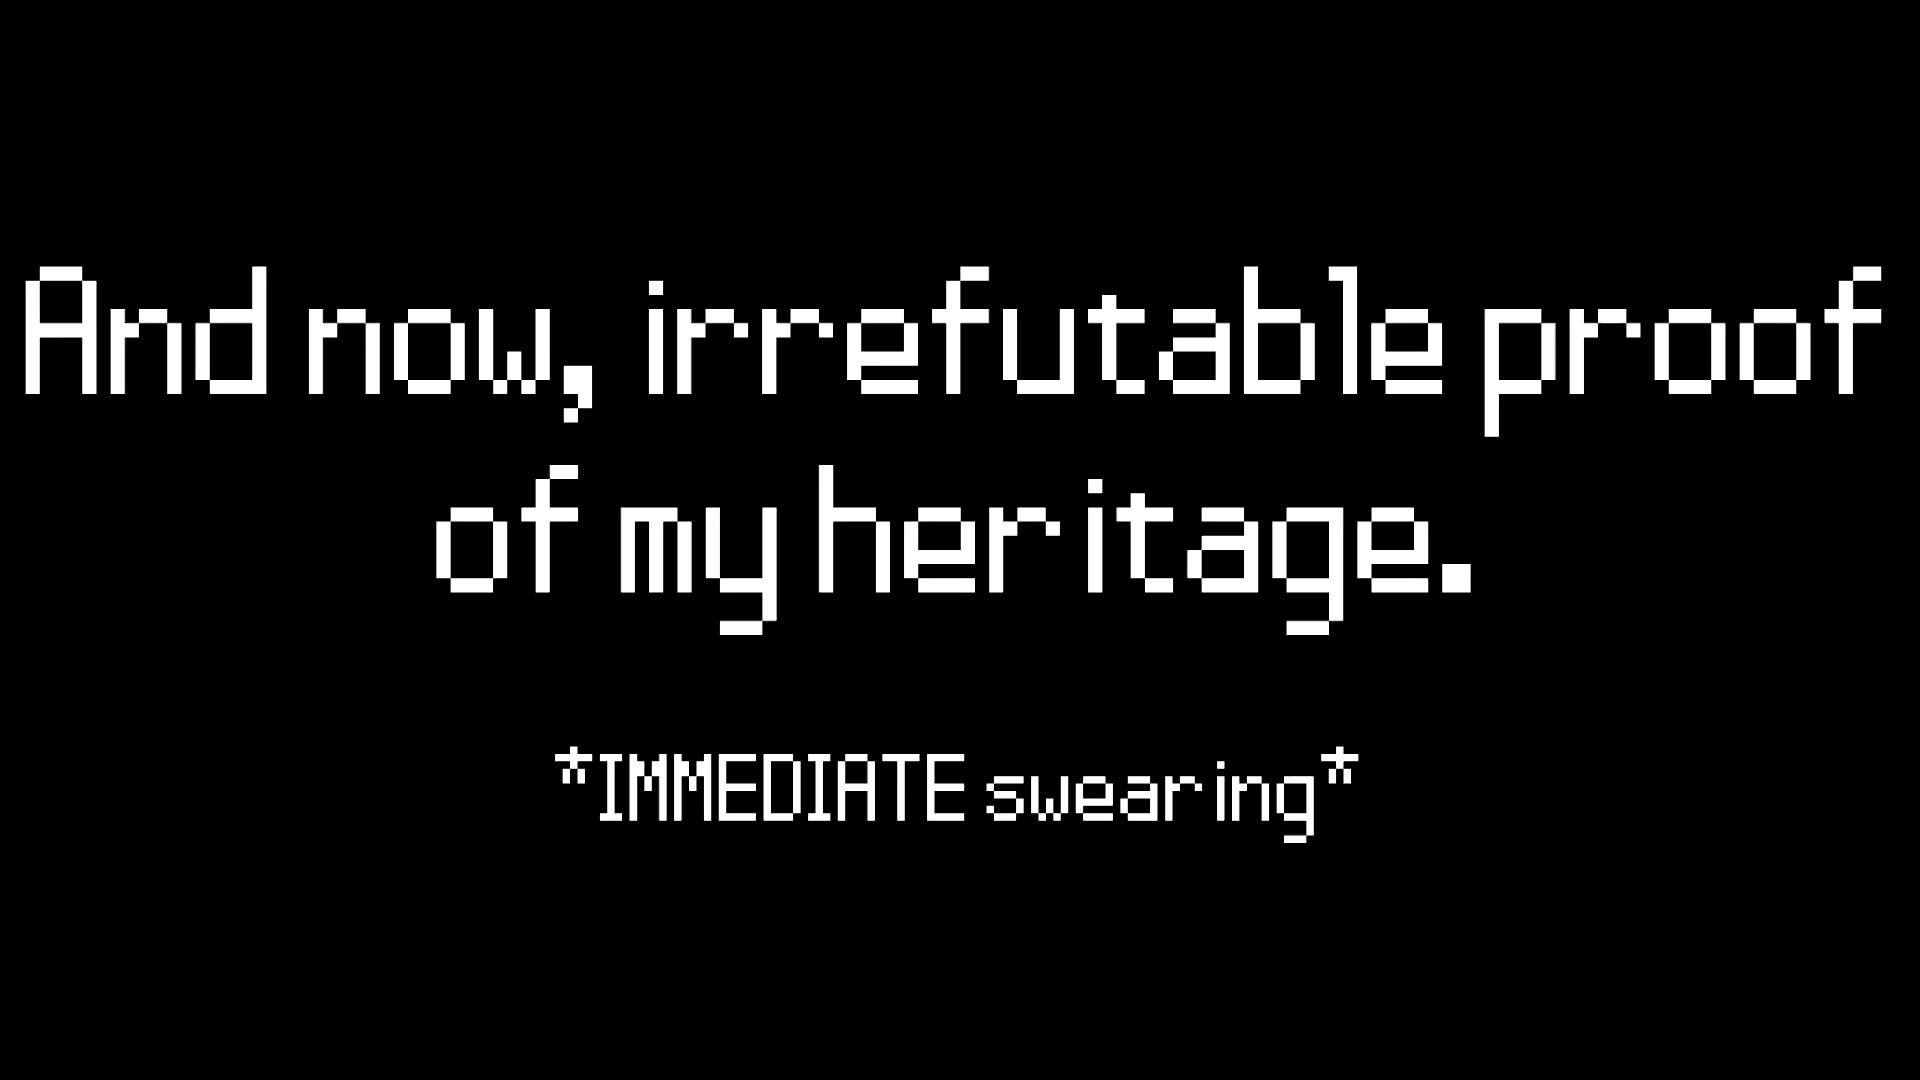 And now, irrefutable proof
of my heritage.
*IMMEDIATE swearing*